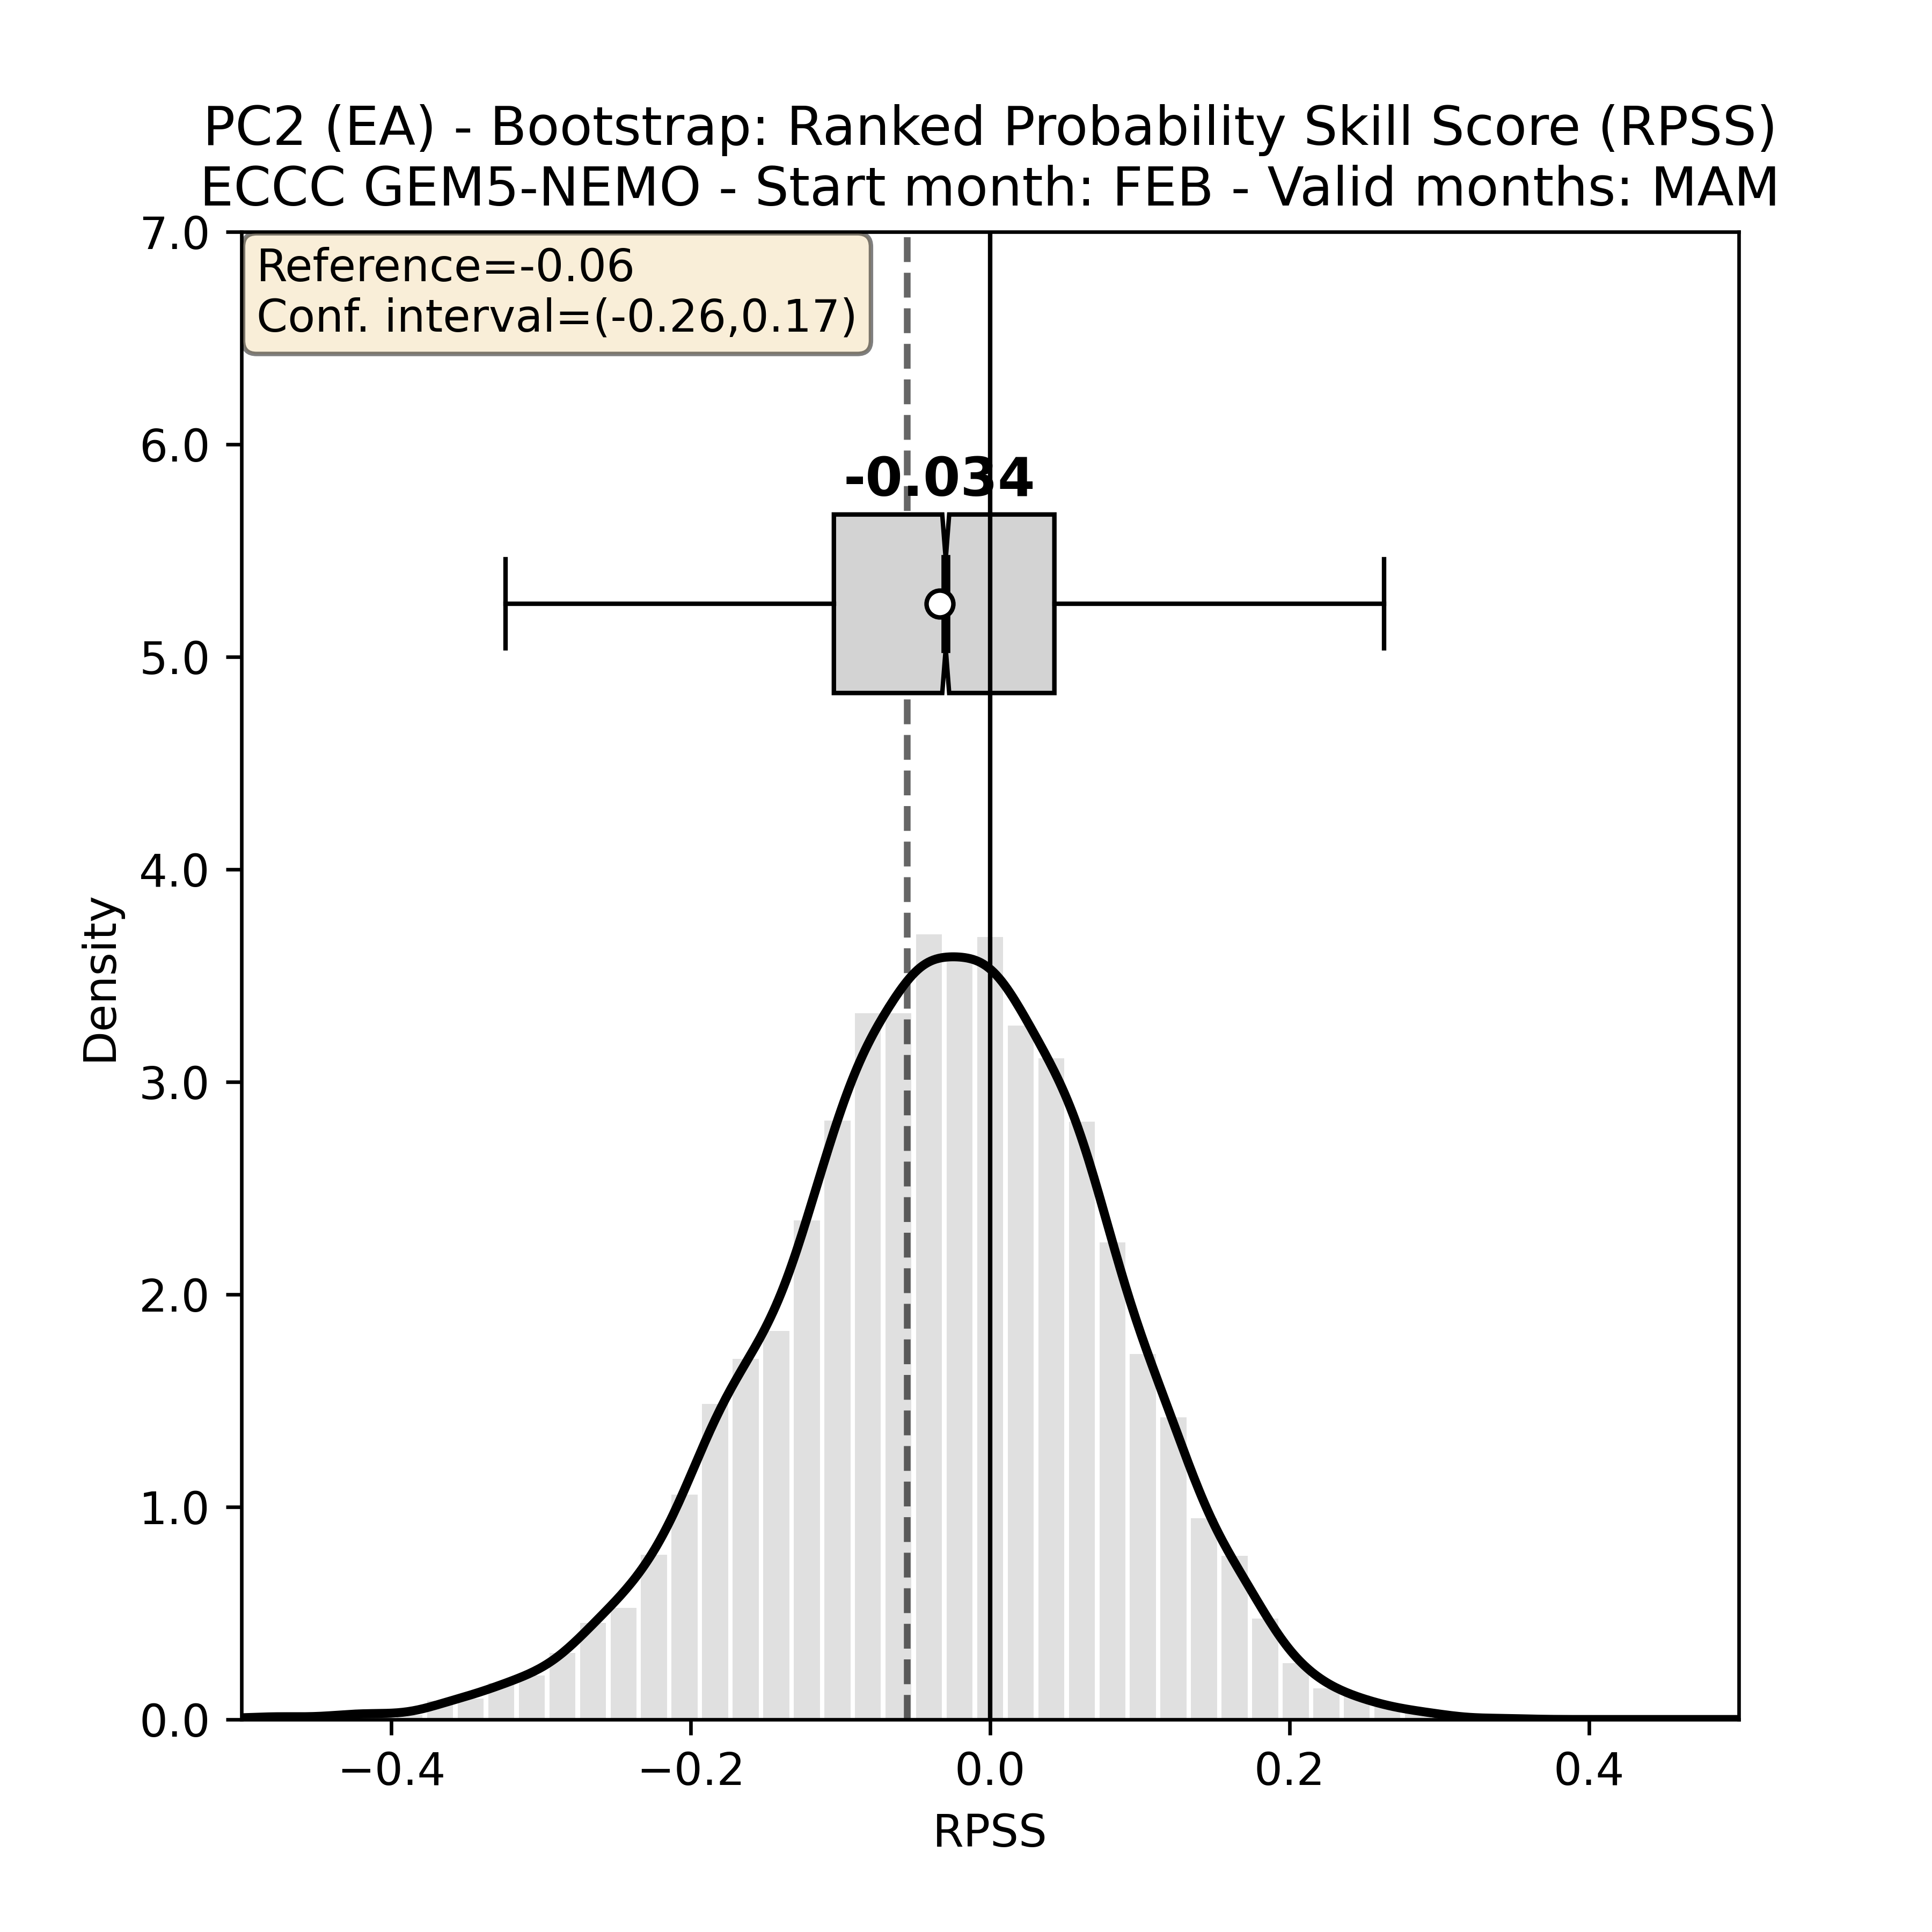 PC2 (EA) - Bootstrap: Ranked Probability Skill Score (RPSS)
ECCC GEM5-NEMO - Start month: FEB - Valid months: MAM
Reference=-0.06
Conf. interval=(-0.26,0.17)
-0.034
7.0
6.0
5.0
4.0
3.0
2.0
1.0
0.0
Density
−0.4
−0.2
0.0
0.2
0.4
RPSS